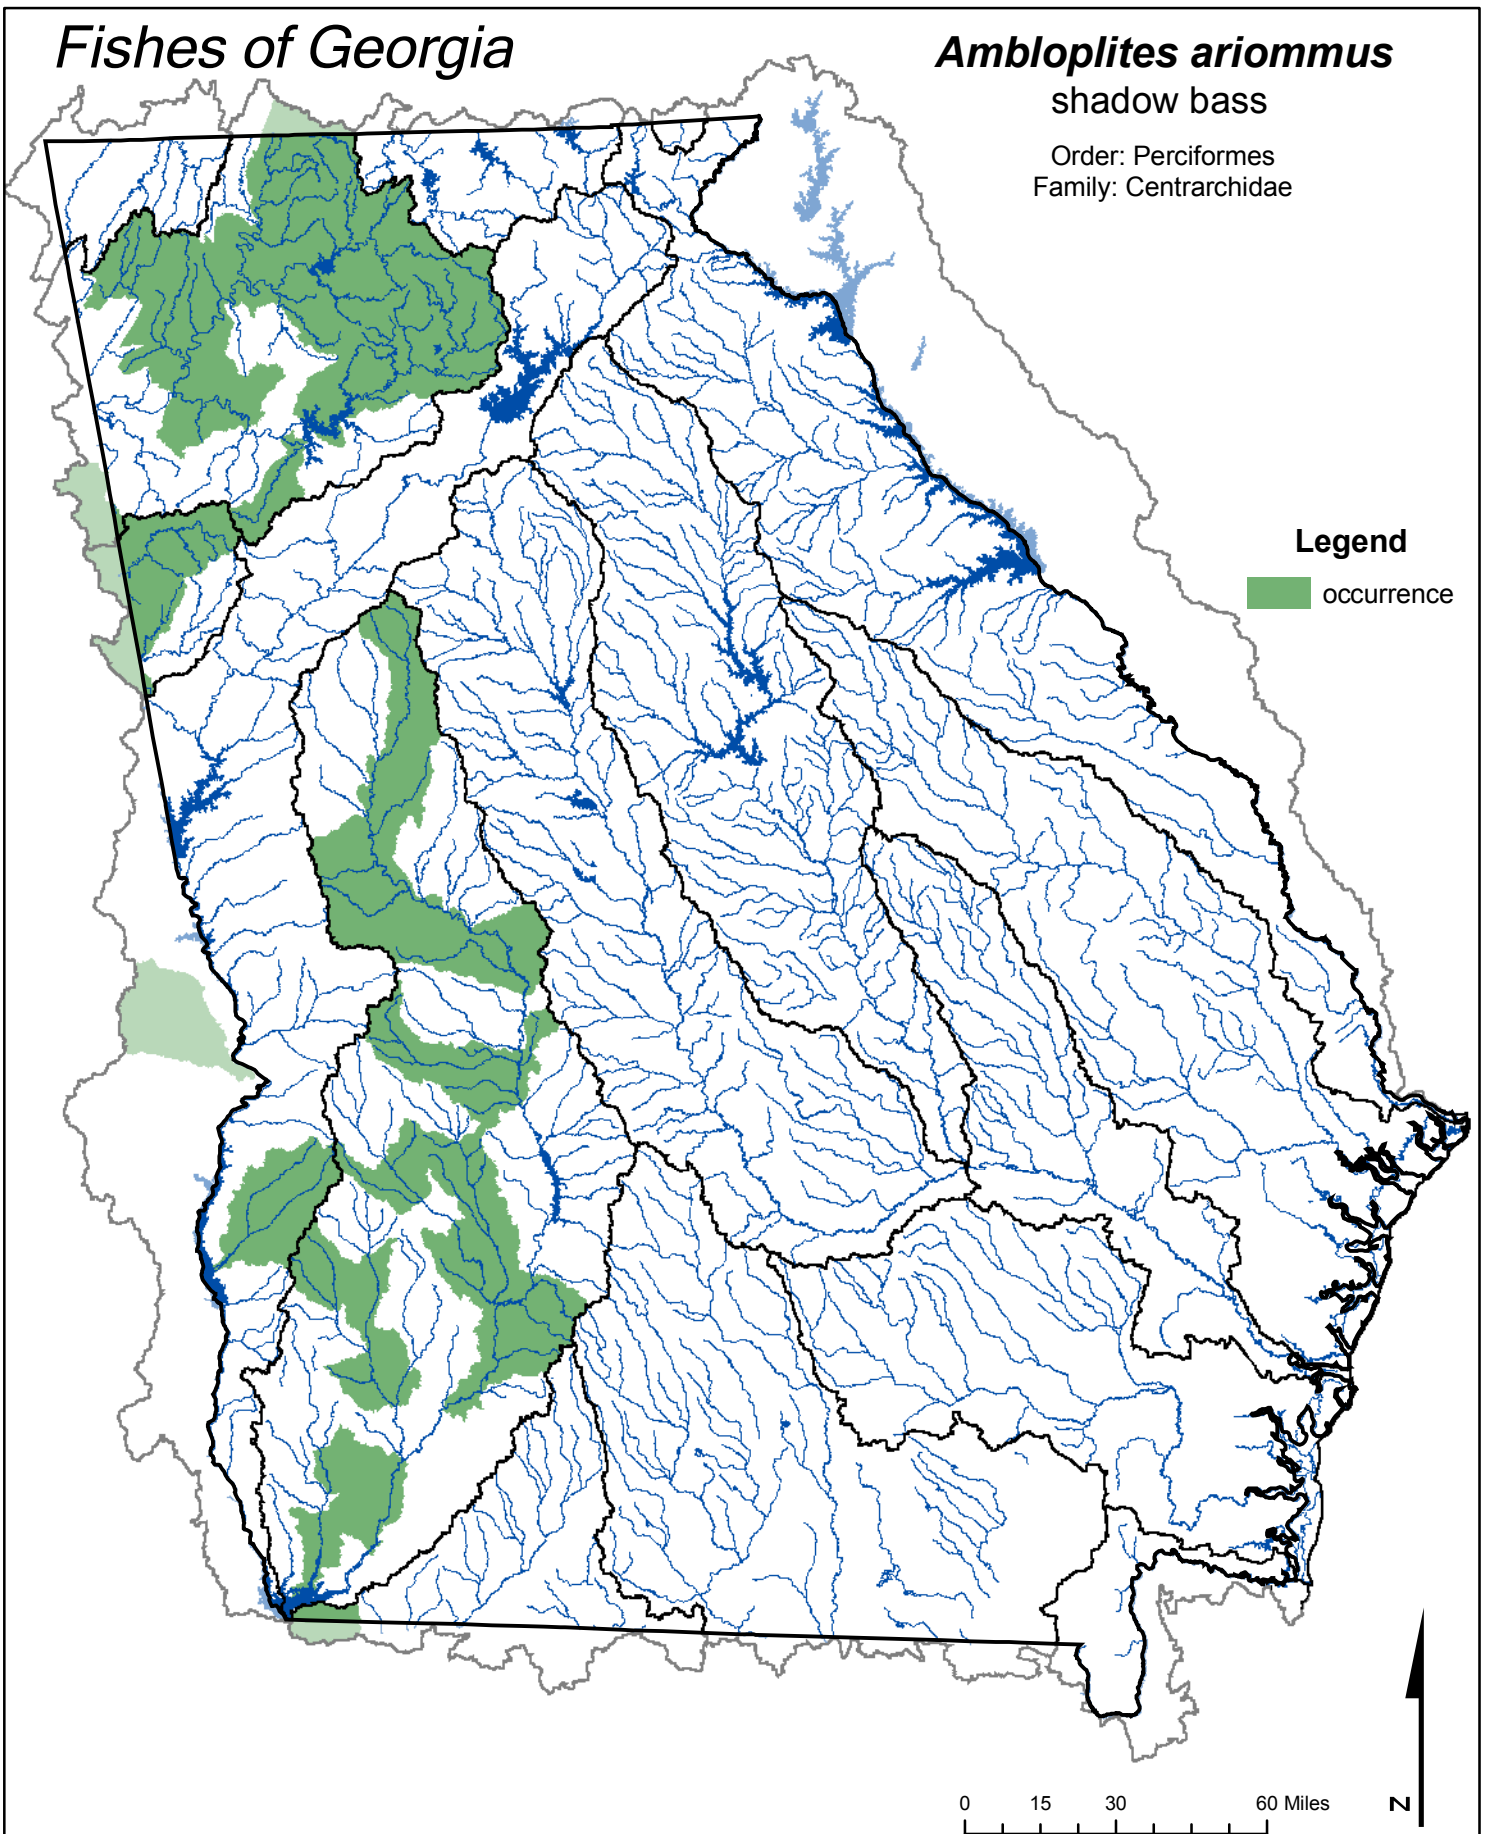 Fishes of Georgia
Ambloplites ariommus
shadow bass
Order: Perciformes
Family: Centrarchidae
Legend
occurrence
0 15 30 60 Miles
N